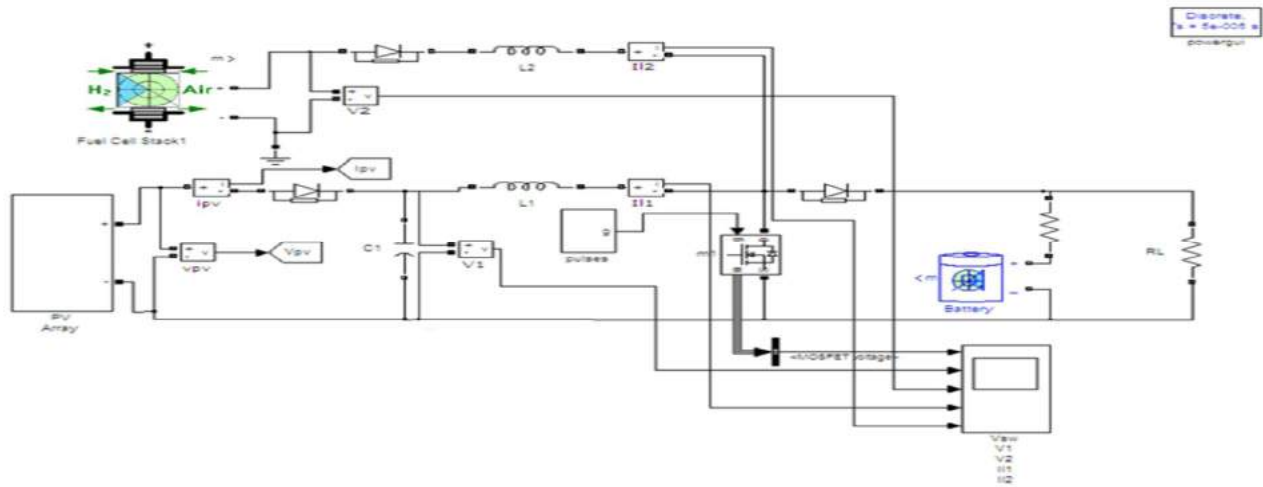 Discrete,
Ts = 5e-005 s
powergui
m >
L2
Il2
H2
Air
V2
Fuel Cell Stack1
Ipv
Ipv
L1
Il1
Vpv
vpv
C1
V1
g
pulses
m1
RL
<m
Battery
PV
Array
<MOSFET voltage>
Vsw
V1
V2
Il1
Il2